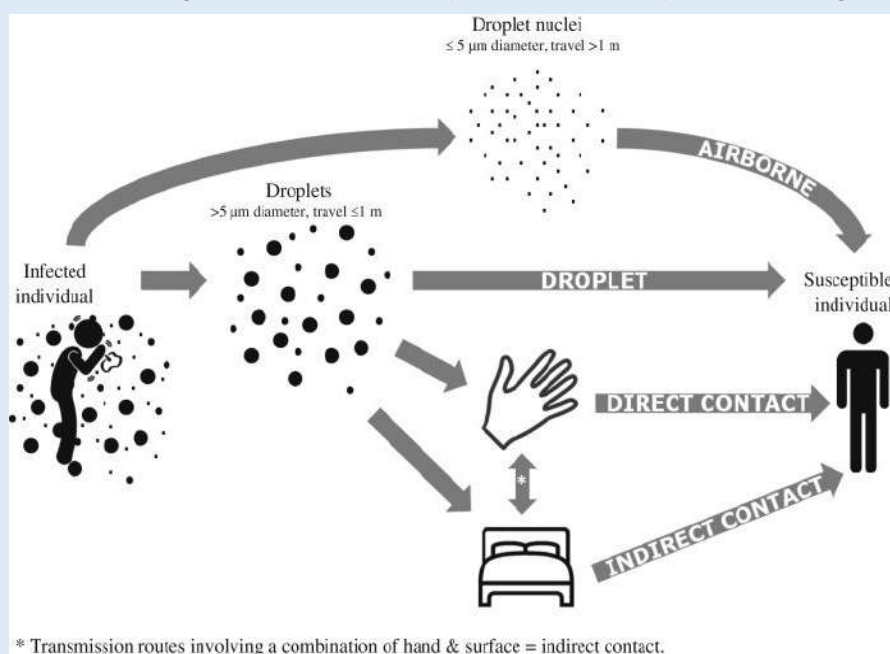 Droplet nuclei
≤ 5 μm diameter, travel >1 m
AIRBORNE
Droplets
>5 μm diameter, travel ≤1 m
Infected
individual
DROPLET
Susceptible
individual
DIRECT CONTACT
*
INDIRECT CONTACT
* Transmission routes involving a combination of hand & surface = indirect contact.